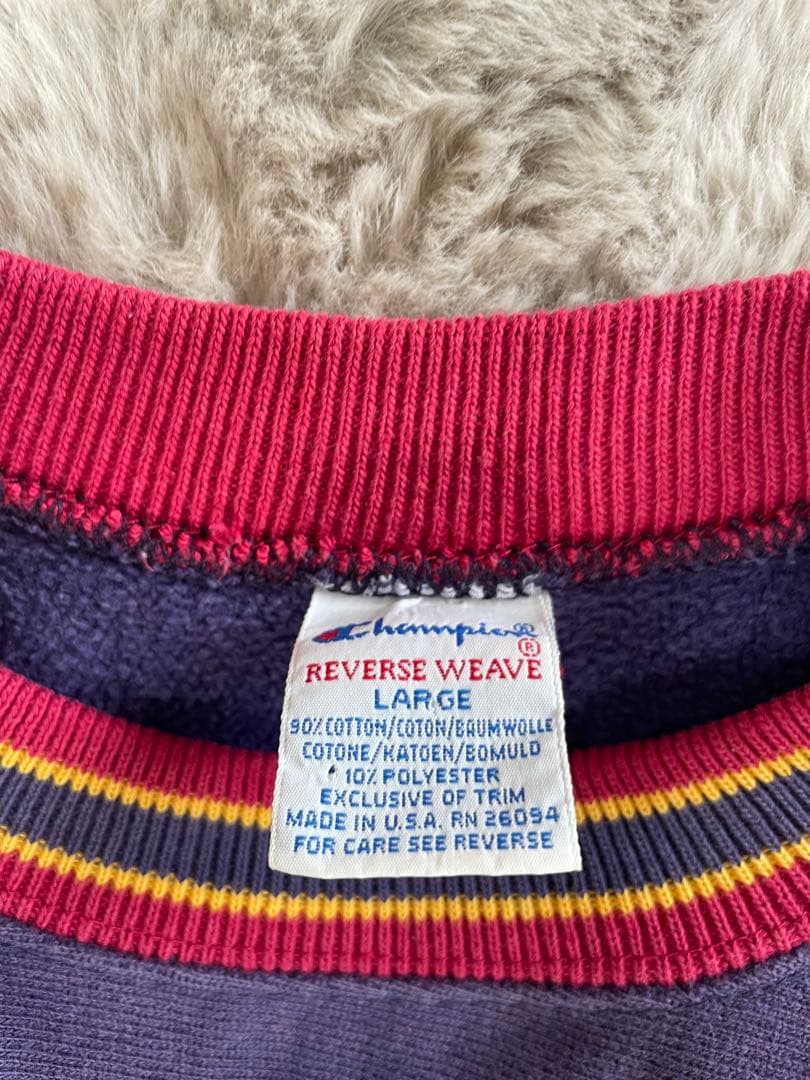 Champion
®
REVERSE WEAVE
LARGE
90% COTTON/COTON/BAUMWOLLE
COTONE/KATOEN/BOMULD
10% POLYESTER
EXCLUSIVE OF TRIM
MADE IN U.S.A. RN 26094
FOR CARE SEE REVERSE